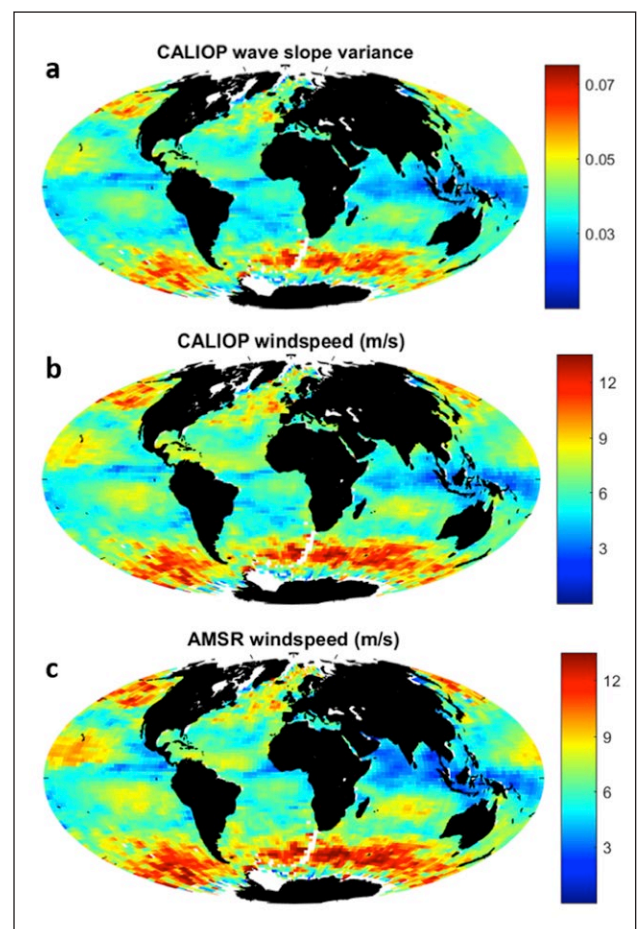 CALIOP wave slope variance
a
0.07
0.05
0.03
CALIOP windspeed (m/s)
b
12
9
6
3
AMSR windspeed (m/s)
c
12
9
6
3